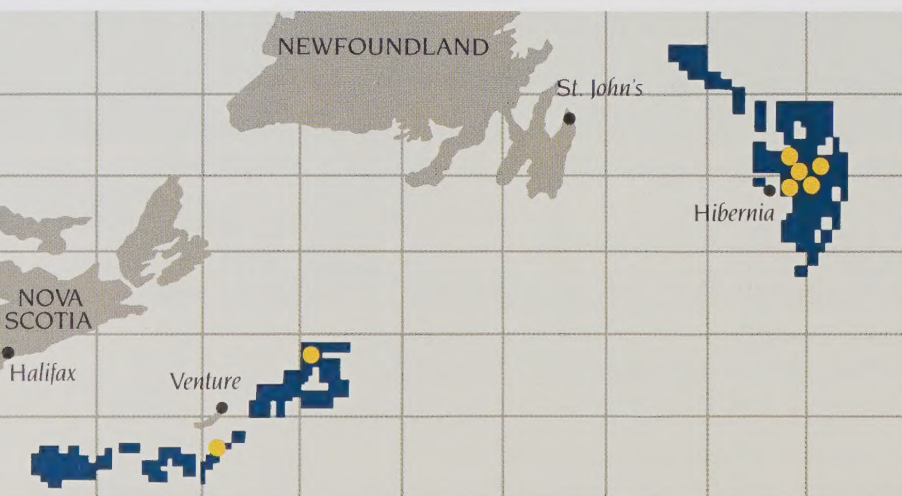 NEWFOUNDLAND
St. John's
Hibernia
NOVA
SCOTIA
Halifax
Venture